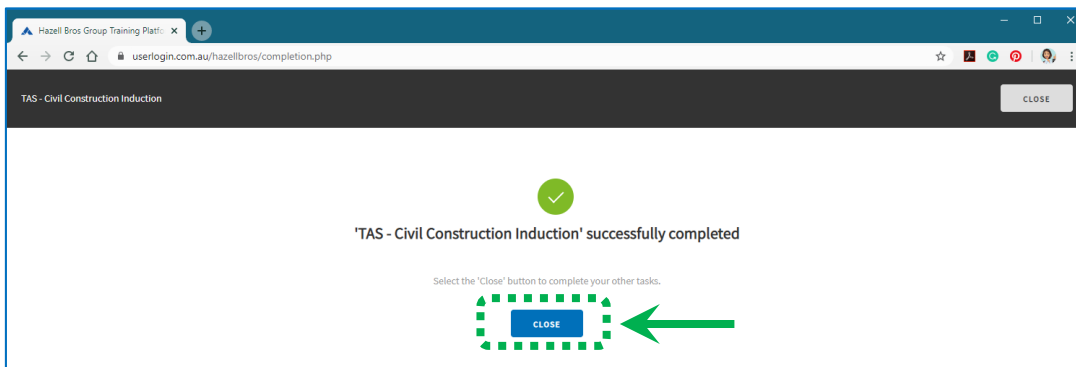 Hazell Bros Group Training Platfo
userlogin.com.au/hazellbros/completion.php
TAS - Civil Construction Induction
CLOSE
'TAS - Civil Construction Induction' successfully completed
Select the 'Close' button to complete your other tasks.
CLOSE